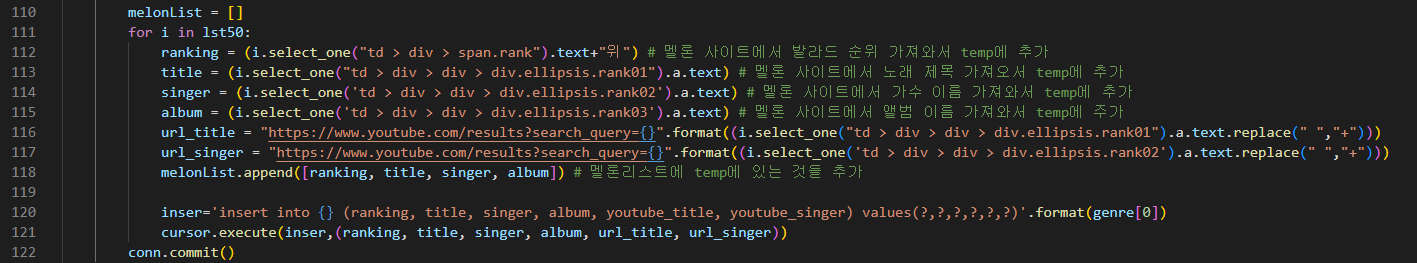 110 melonList = []
111 for i in lst50:
112 ranking = (i.select_one("td > div > span.rank").text+"위") # 멜론 사이트에서 발라드 순위 가져와서 temp에 추가
113 title = (i.select_one("td > div > div > div.ellipsis.rank01").a.text) # 멜론 사이트에서 노래 제목 가져오서 temp에 추가
114 singer = (i.select_one('td > div > div > div.ellipsis.rank02').a.text) # 멜론 사이트에서 가수 이름 가져와서 temp에 추가
115 album = (i.select_one('td > div > div > div.ellipsis.rank03').a.text) # 멜론 사이트에서 앨범 이름 가져와서 temp에 주가
116 url_title = "https://www.youtube.com/results?search_query={}".format((i.select_one("td > div > div > div.ellipsis.rank01").a.text.replace(" ","+")))
117 url_singer = "https://www.youtube.com/results?search_query={}".format((i.select_one('td > div > div > div.ellipsis.rank02').a.text.replace(" ","+")))
118 melonList.append([ranking, title, singer, album]) # 멜론리스트에 temp에 있는 것들 추가
119
120 inser='insert into {} (ranking, title, singer, album, youtube_title, youtube_singer) values(?,?,?,?,?,?)'.format(genre[0])
121 cursor.execute(inser,(ranking, title, singer, album, url_title, url_singer))
122 conn.commit()